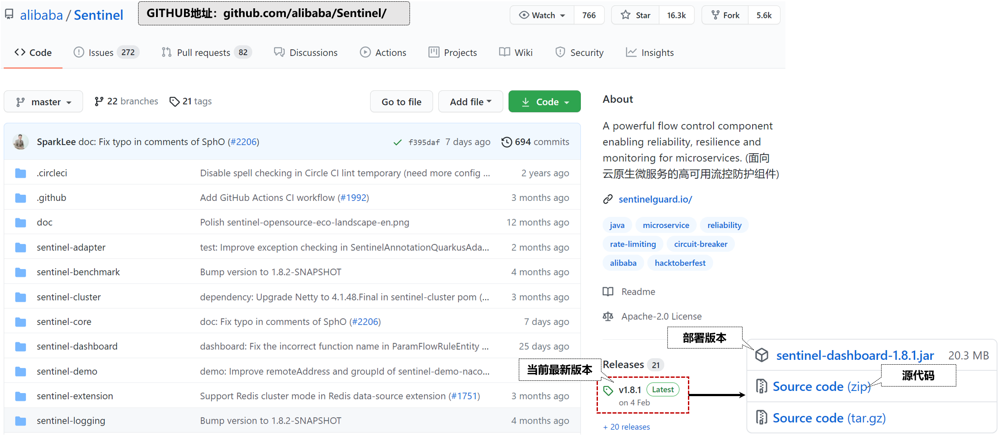 alibaba / Sentinel
GITHUB地址：github.com/alibaba/Sentinel/
Watch 766 Star 16.3k Fork 5.6k
Code Issues 272 Pull requests 82 Discussions Actions Projects Wiki Security Insights
master 22 branches 21 tags Go to file Add file Code
SparkLee doc: Fix typo in comments of SphO (#2206) f395daf 7 days ago 694 commits
.circleci Disable spell checking in Circle CI lint temporary (need more config ... 2 years ago
.github Add GitHub Actions CI workflow (#1992) 3 months ago
doc Polish sentinel-opensource-eco-landscape-en.png 12 months ago
sentinel-adapter test: Improve exception checking in SentinelAnnotationQuarkusAda... 2 months ago
sentinel-benchmark Bump version to 1.8.2-SNAPSHOT 4 months ago
sentinel-cluster dependency: Upgrade Netty to 4.1.48.Final in sentinel-cluster pom (... 3 months ago
sentinel-core doc: Fix typo in comments of SphO (#2206) 7 days ago
sentinel-dashboard dashboard: Fix the incorrect function name in ParamFlowRuleEntity ... 25 days ago
sentinel-demo demo: Improve remoteAddress and groupId of sentinel-demo-naco...
sentinel-extension Support Redis cluster mode in Redis data-source extension (#1751) 3 months ago
sentinel-logging Bump version to 1.8.2-SNAPSHOT 4 months ago
About
A powerful flow control component
enabling reliability, resilience and
monitoring for microservices. (面向
云原生微服务的高可用流控防护组件)
sentinelguard.io/
java microservice reliability
rate-limiting circuit-breaker
alibaba hacktoberfest
Readme
Apache-2.0 License
当前最新版本
Releases 21
v1.8.1 Latest
on 4 Feb
+ 20 releases
部署版本
sentinel-dashboard-1.8.1.jar 20.3 MB
源代码
Source code (zip)
Source code (tar.gz)